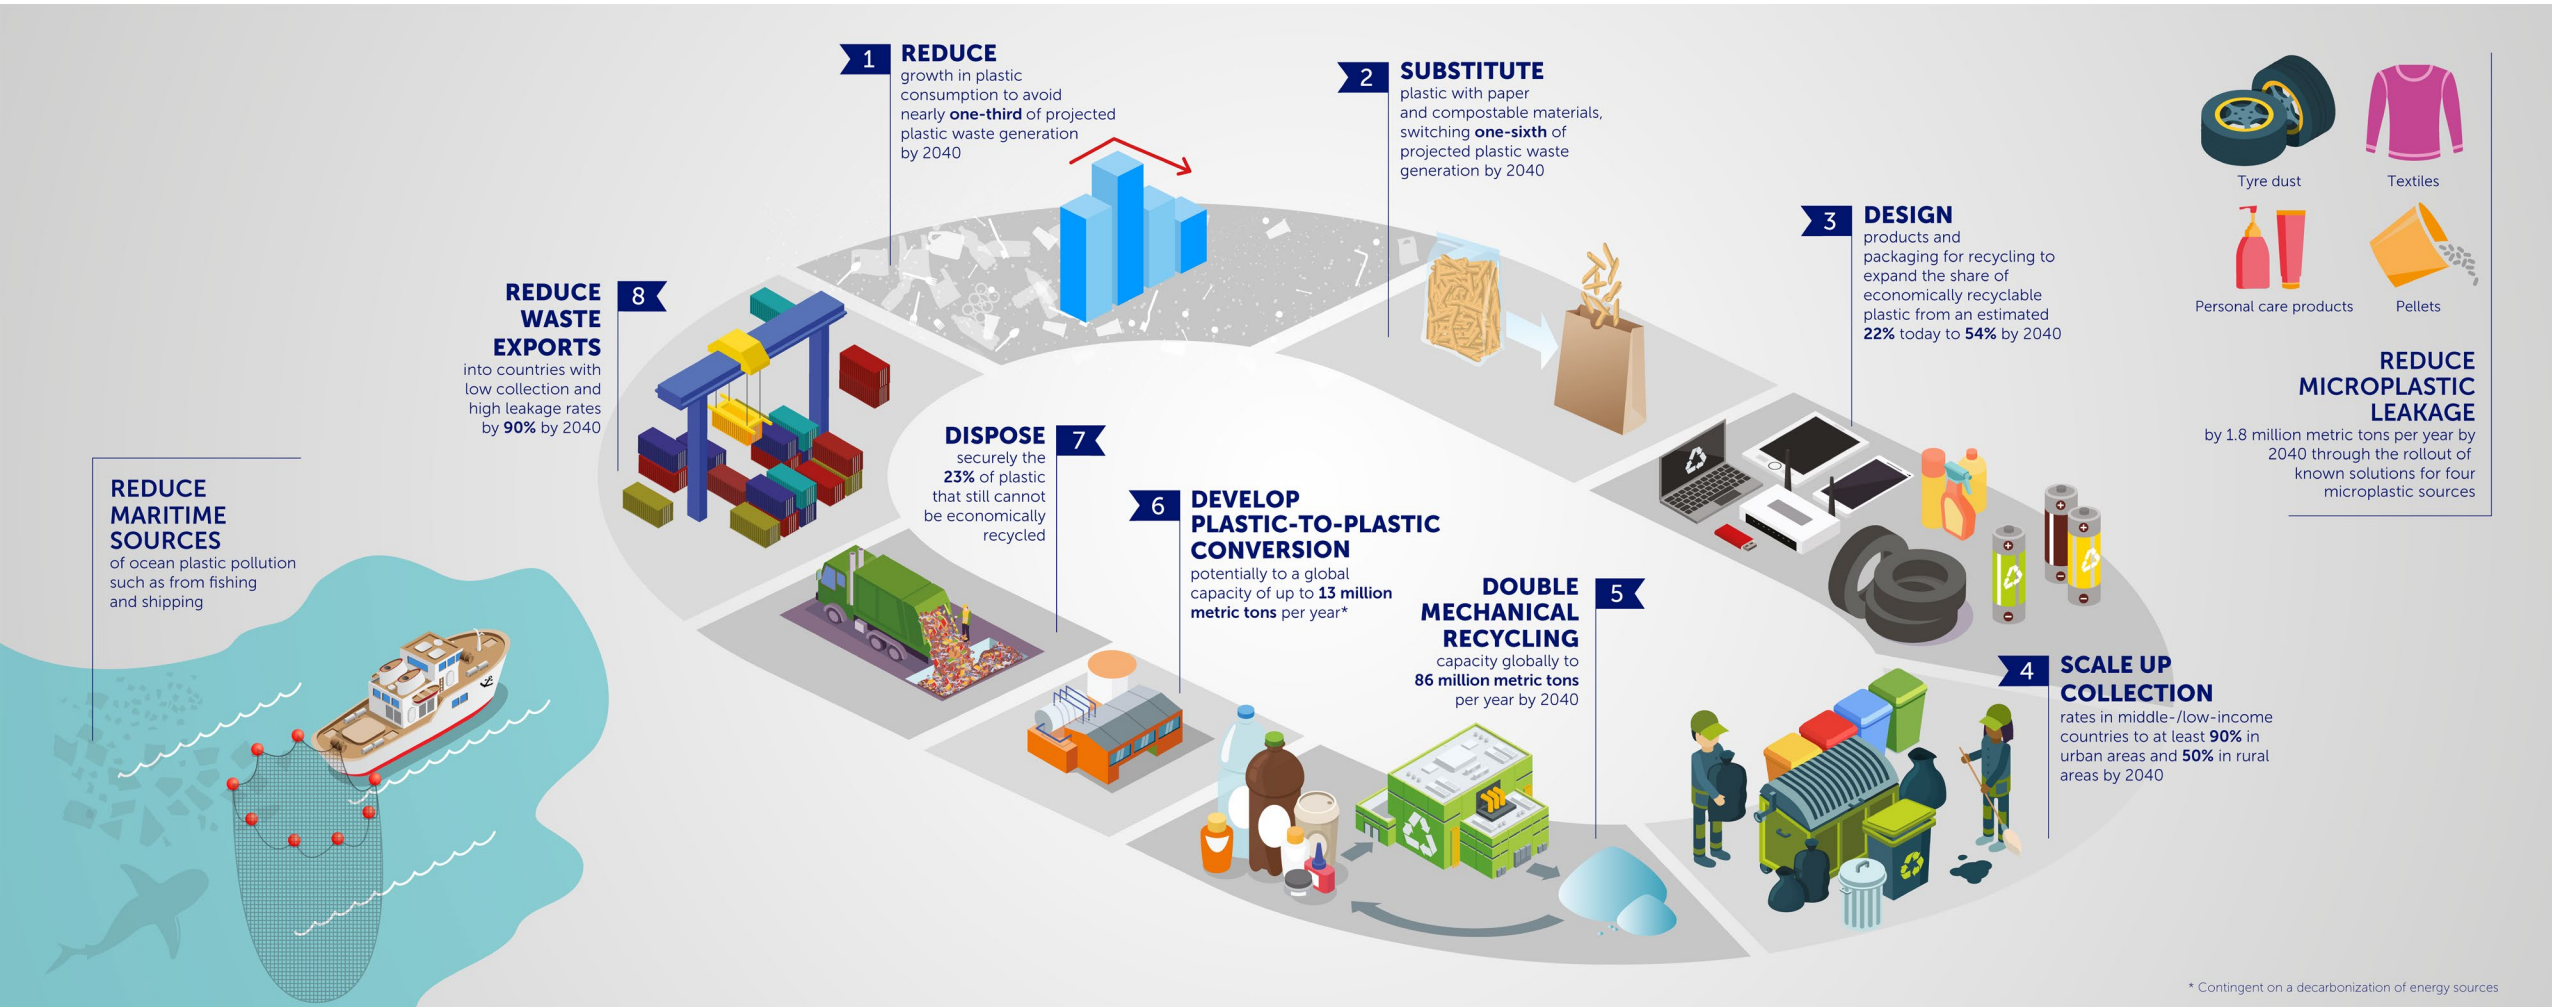 1
REDUCE
growth in plastic
consumption to avoid
nearly one-third of projected
plastic waste generation
by 2040
2
SUBSTITUTE
plastic with paper
and compostable materials,
switching one-sixth of
projected plastic waste
generation by 2040
3
DESIGN
products and
packaging for recycling to
expand the share of
economically recyclable
plastic from an estimated
22% today to 54% by 2040
4
SCALE UP
COLLECTION
rates in middle-/low-income
countries to at least 90% in
urban areas and 50% in rural
areas by 2040
5
DOUBLE
MECHANICAL
RECYCLING
capacity globally to
86 million metric tons
per year by 2040
6
DEVELOP
PLASTIC-TO-PLASTIC
CONVERSION
potentially to a global
capacity of up to 13 million
metric tons per year*
7
DISPOSE
securely the
23% of plastic
that still cannot
be economically
recycled
8
REDUCE
WASTE
EXPORTS
into countries with
low collection and
high leakage rates
by 90% by 2040
REDUCE
MARITIME
SOURCES
of ocean plastic pollution
such as from fishing
and shipping
Tyre dust
Textiles
Personal care products
Pellets
REDUCE
MICROPLASTIC
LEAKAGE
by 1.8 million metric tons per year by
2040 through the rollout of
known solutions for four
microplastic sources
* Contingent on a decarbonization of energy sources